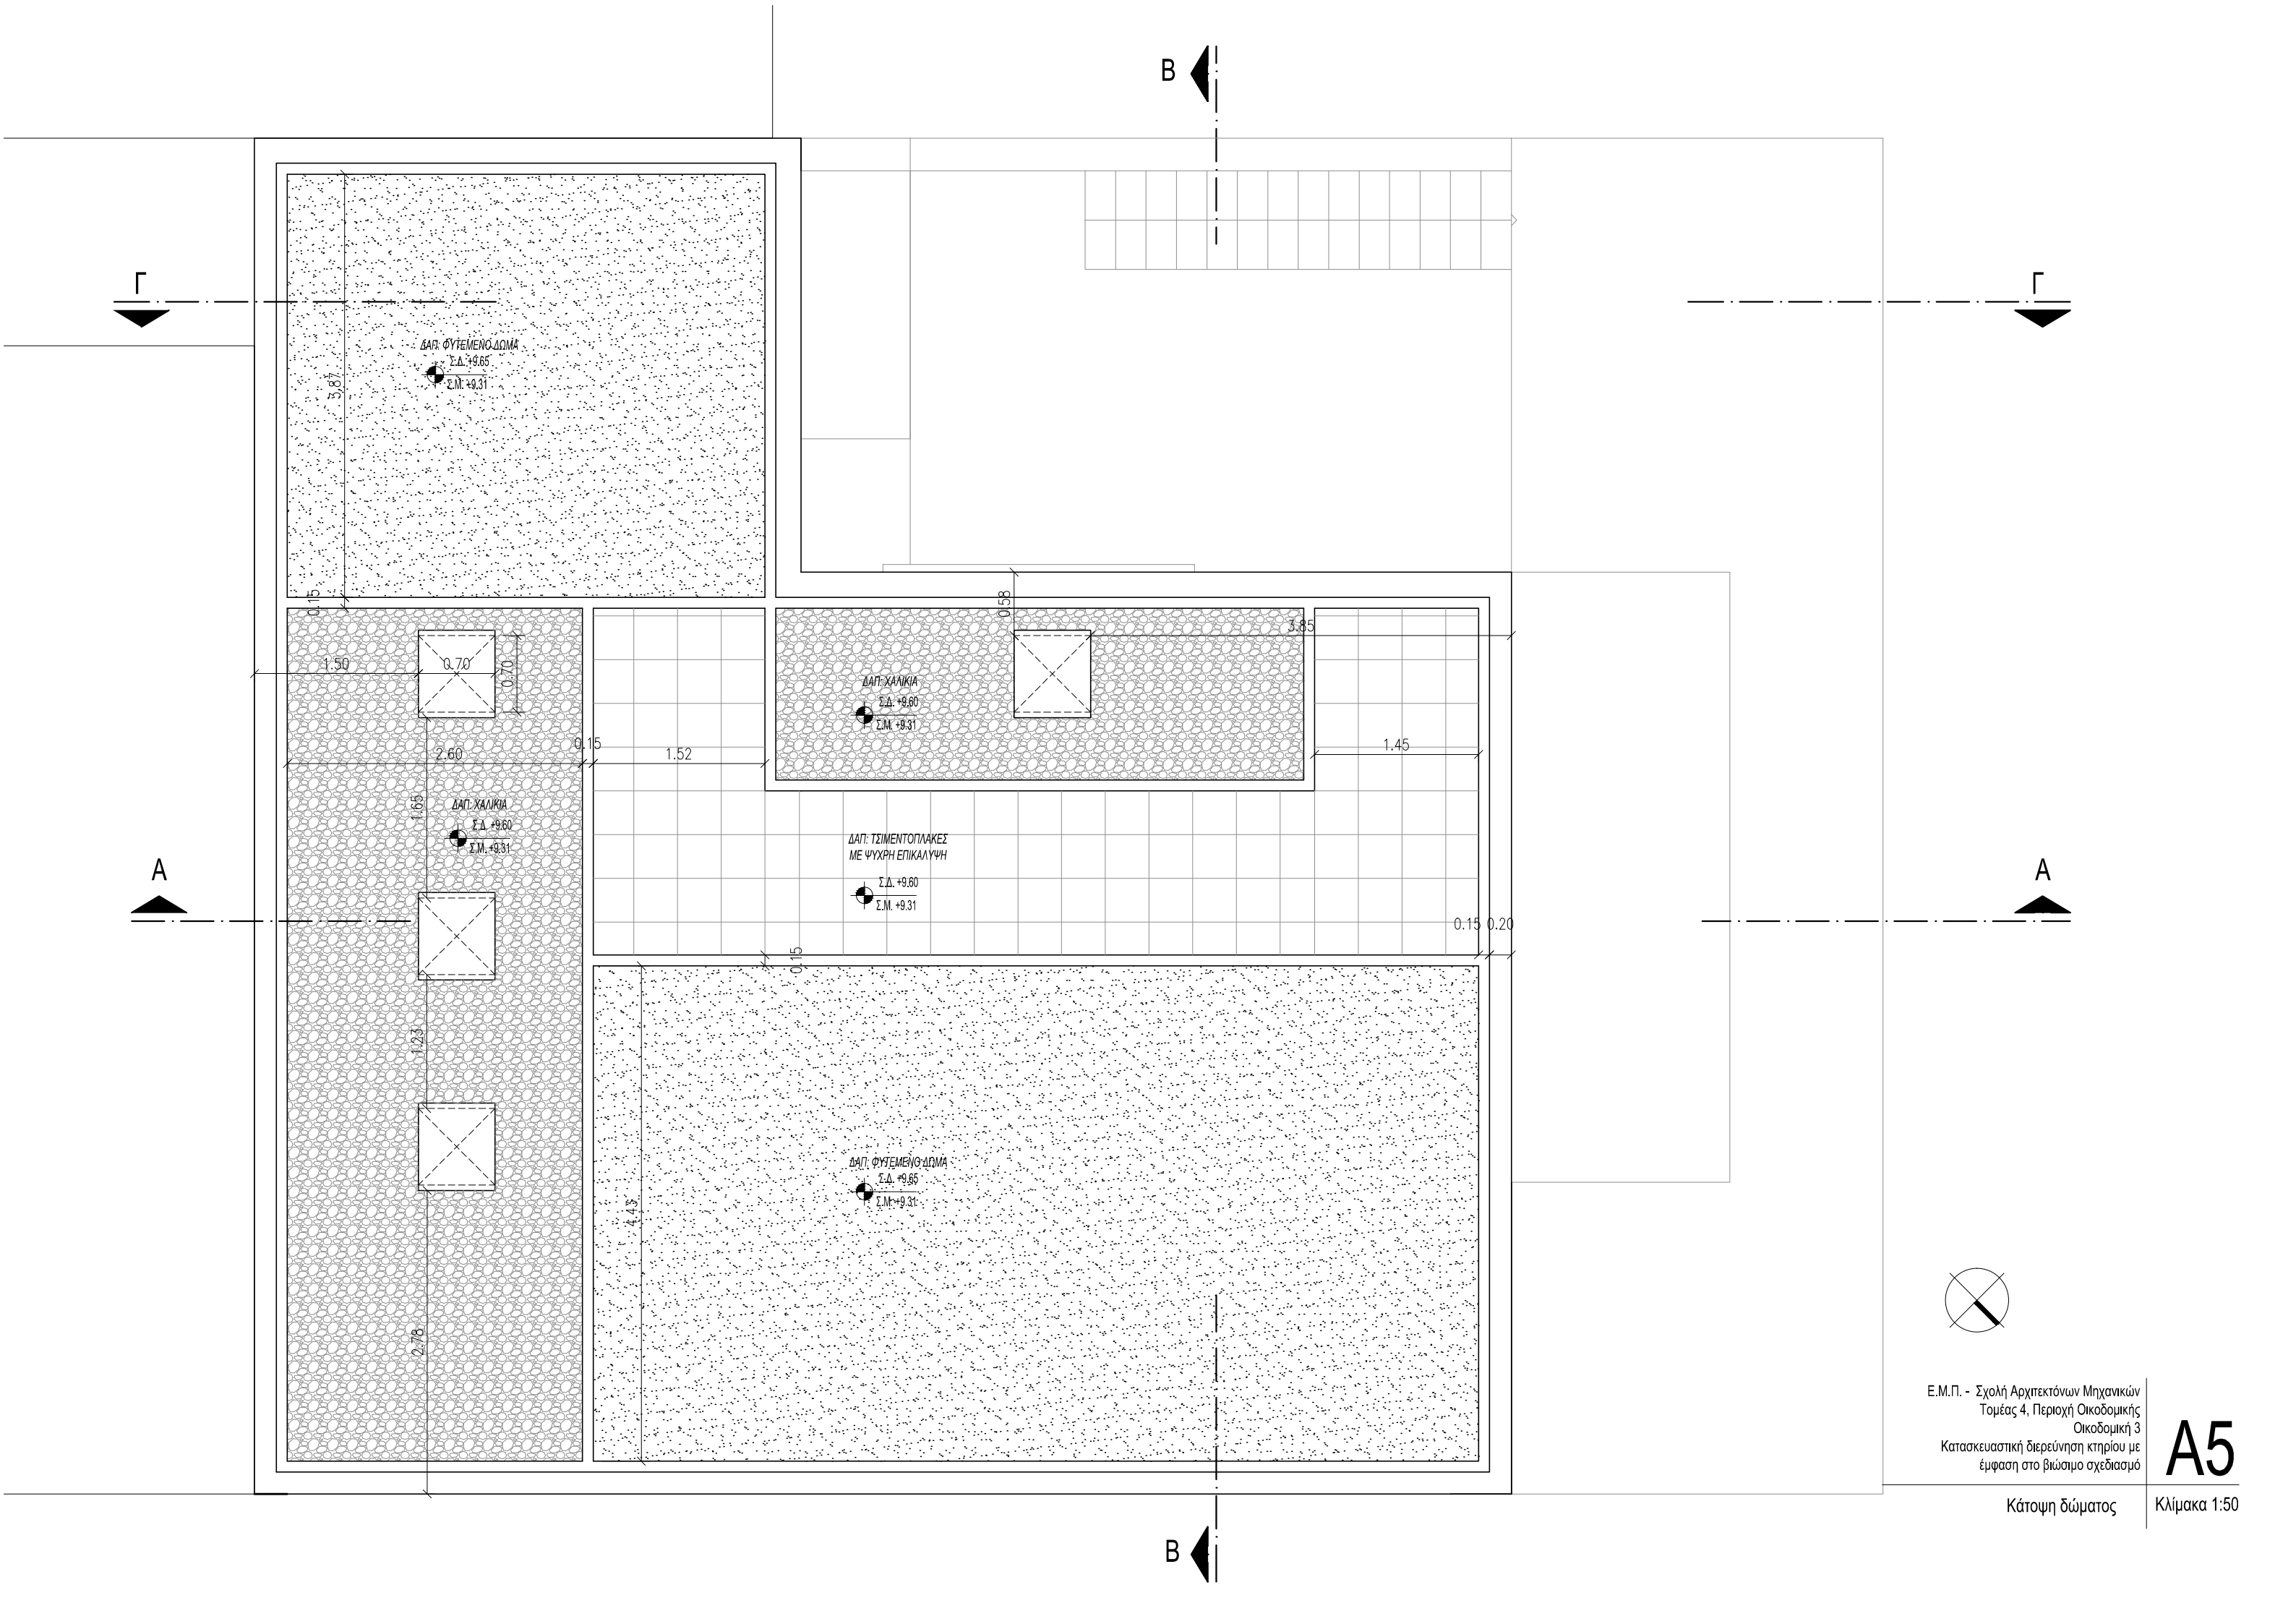 B
Γ
Γ
ΔΑΠ: ΦΥΤΕΜΕΝΟ ΔΩΜΑ
Σ.Δ. +9.65
Σ.Μ. +9.31
3.87
0.15
0.58
3.85
1.50
0.70
0.70
ΔΑΠ: ΧΑΛΙΚΙΑ
Σ.Δ. +9.60
Σ.Μ. +9.31
2.60
0.15
1.52
1.45
1.65
ΔΑΠ: ΧΑΛΙΚΙΑ
Σ.Δ. +9.60
Σ.Μ. +9.31
ΔΑΠ: ΤΣΙΜΕΝΤΟΠΛΑΚΕΣ
ΜΕ ΨΥΧΡΗ ΕΠΙΚΑΛΥΨΗ
Σ.Δ. +9.60
Σ.Μ. +9.31
A
A
0.15
0.20
0.15
1.23
ΔΑΠ: ΦΥΤΕΜΕΝΟ ΔΩΜΑ
Σ.Δ. +9.65
Σ.Μ. +9.31
2.78
Ε.Μ.Π. - Σχολή Αρχιτεκτόνων Μηχανικών
Τομέας 4, Περιοχή Οικοδομικής
Οικοδομική 3
Κατασκευαστική διερεύνηση κτηρίου με
έμφαση στο βιώσιμο σχεδιασμό
A5
Κάτοψη δώματος
Κλίμακα 1:50
B